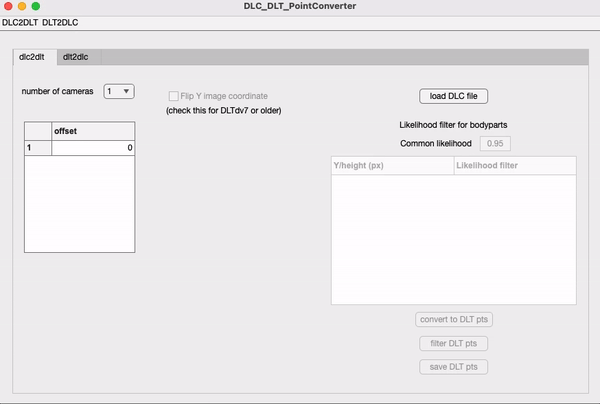 DLC_DLT_PointConverter
DLC2DLT DLT2DLC
dlc2dlt dlt2dlc
number of cameras 1
Flip Y image coordinate
(check this for DLTdv7 or older)
load DLC file
offset
1 0
Likelihood filter for bodyparts
Common likelihood 0.95
Y/height (px) Likelihood filter
convert to DLT pts
filter DLT pts
save DLT pts